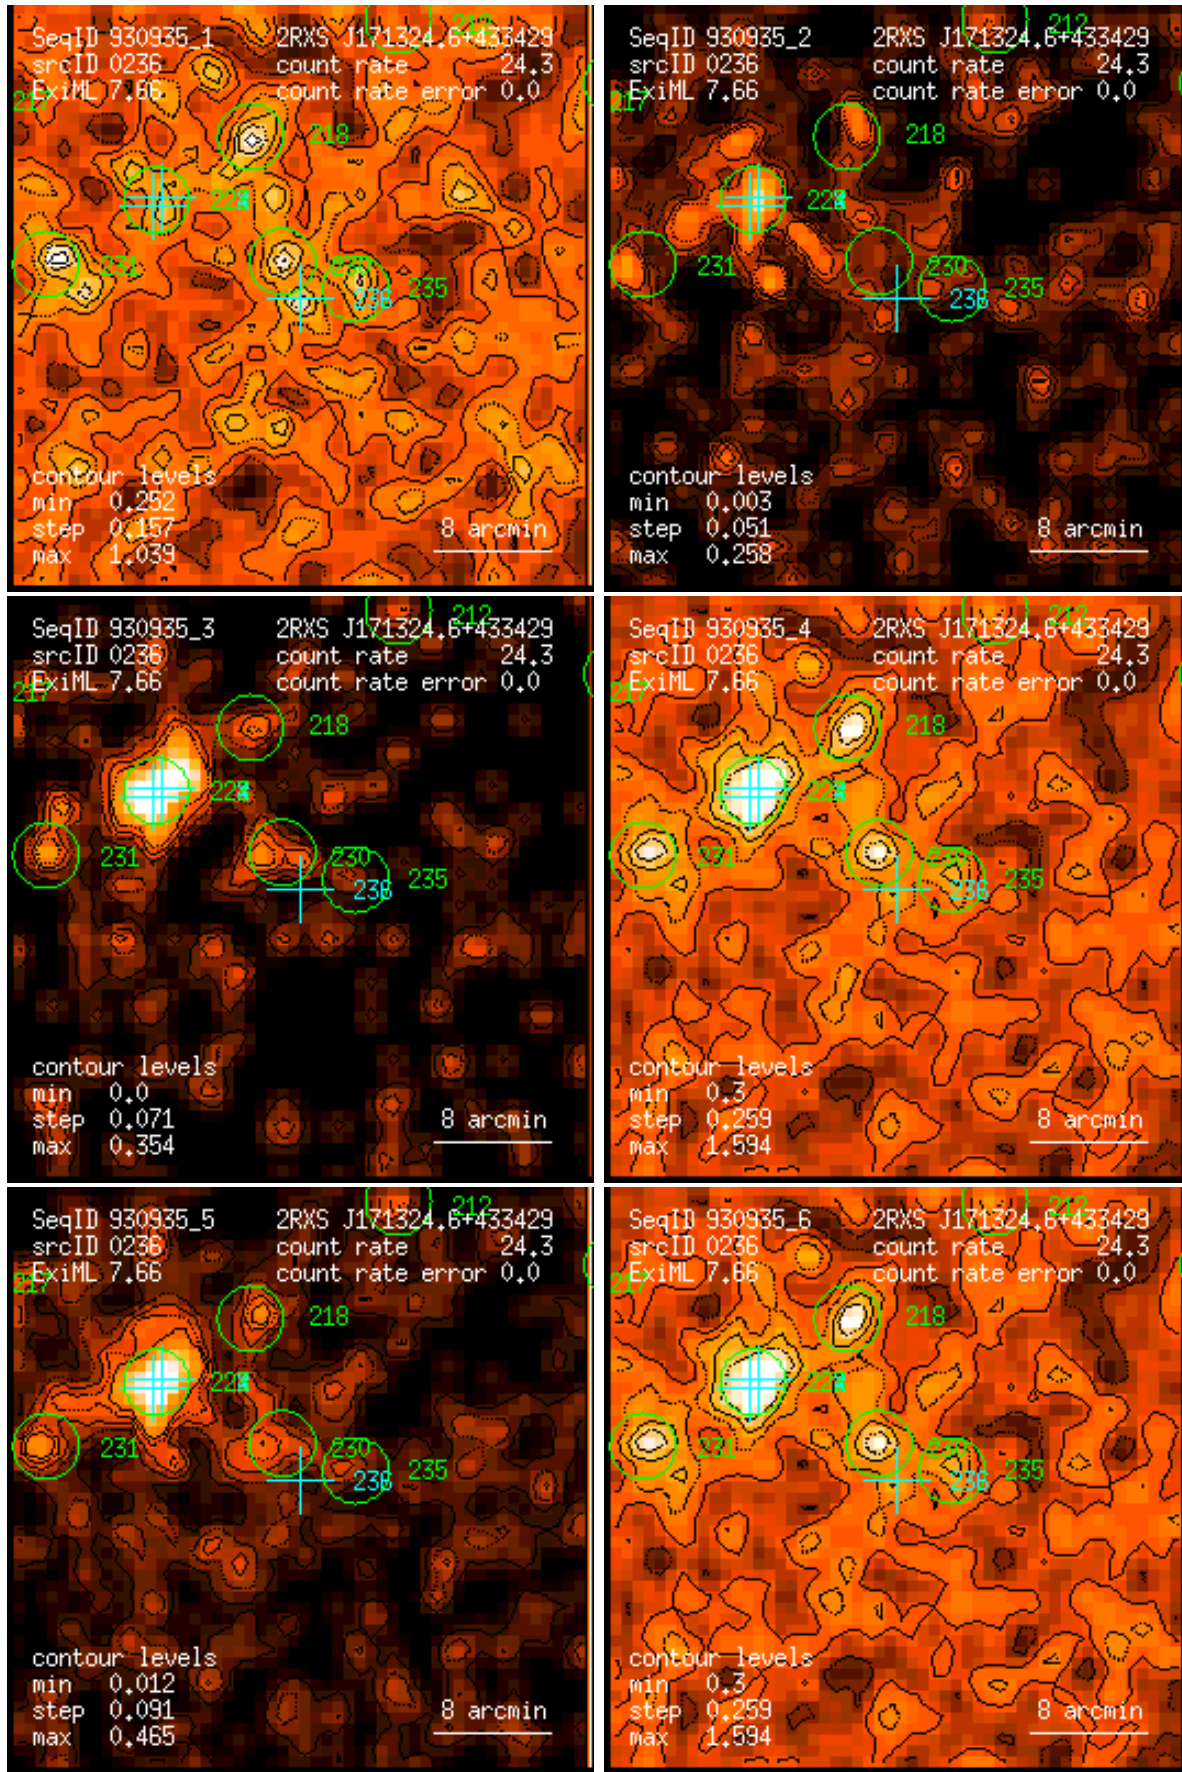 212
SeqID 930935_1 2RXS J171324.6+433429
srcID 0236 count rate 24.3
ExiML 7.66 count rate error 0.0
217
218
231
230
235
236
contour levels
min 0.252
step 0.157
max 1.039
8 arcmin
212
SeqID 930935_2 2RXS J171324.6+433429
srcID 0236 count rate 24.3
ExiML 7.66 count rate error 0.0
217
218
231
230
235
236
contour levels
min 0.003
step 0.051
max 0.258
8 arcmin
212
SeqID 930935_3 2RXS J171324.6+433429
srcID 0236 count rate 24.3
ExiML 7.66 count rate error 0.0
217
218
231
230
235
236
contour levels
min 0.0
step 0.071
max 0.354
8 arcmin
212
SeqID 930935_4 2RXS J171324.6+433429
srcID 0236 count rate 24.3
ExiML 7.66 count rate error 0.0
217
218
231
230
235
236
contour levels
min 0.3
step 0.259
max 1.594
8 arcmin
212
SeqID 930935_5 2RXS J171324.6+433429
srcID 0236 count rate 24.3
ExiML 7.66 count rate error 0.0
217
218
231
230
235
236
contour levels
min 0.012
step 0.091
max 0.465
8 arcmin
212
SeqID 930935_6 2RXS J171324.6+433429
srcID 0236 count rate 24.3
ExiML 7.66 count rate error 0.0
217
218
231
230
235
236
contour levels
min 0.3
step 0.259
max 1.594
8 arcmin